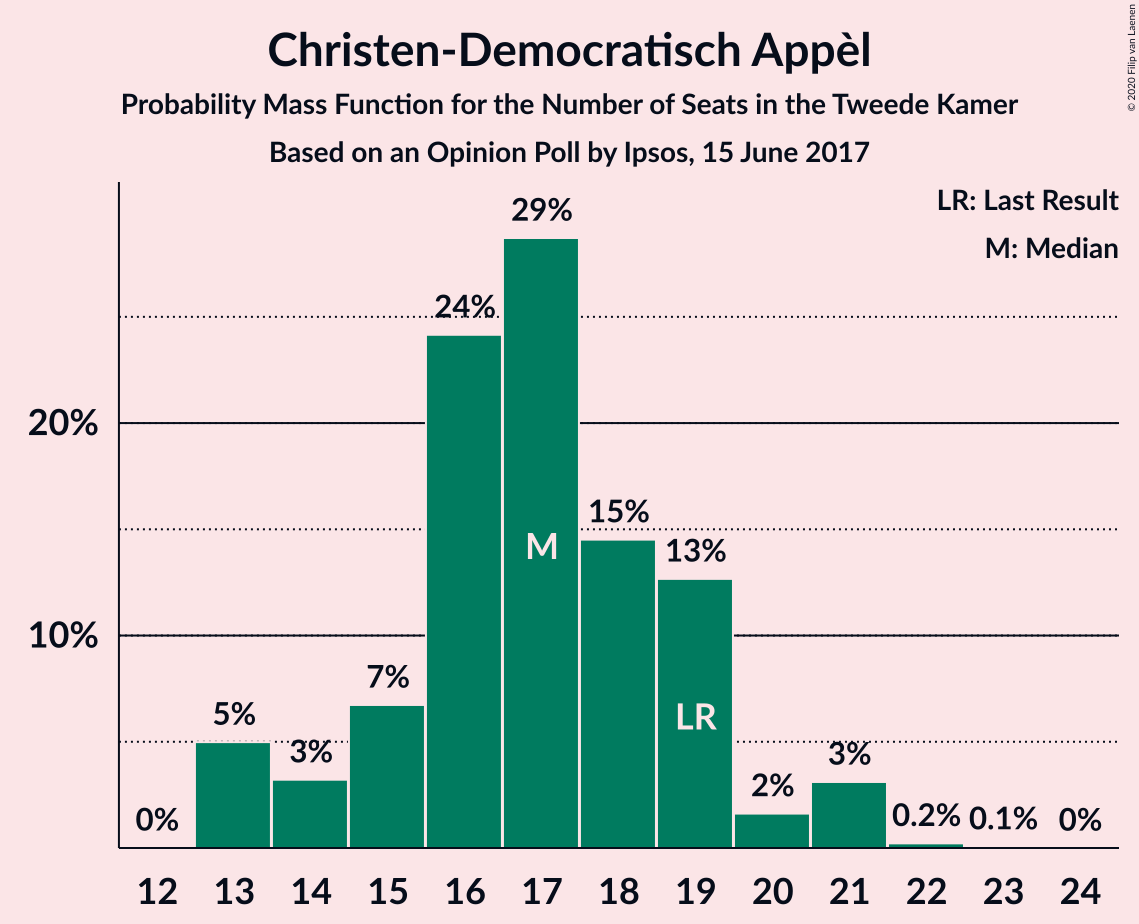 Christen-Democratisch Appèl
Probability Mass Function for the Number of Seats in the Tweede Kamer
Based on an Opinion Poll by Ipsos, 15 June 2017
© 2020 Filip van Laenen
LR: Last Result
M: Median
29%
24%
20%
15%
M
13%
10%
7%
LR
5%
3%
3%
2%
0%
0.2%
0.1%
0%
12 13 14 15 16 17 18 19 20 21 22 23 24